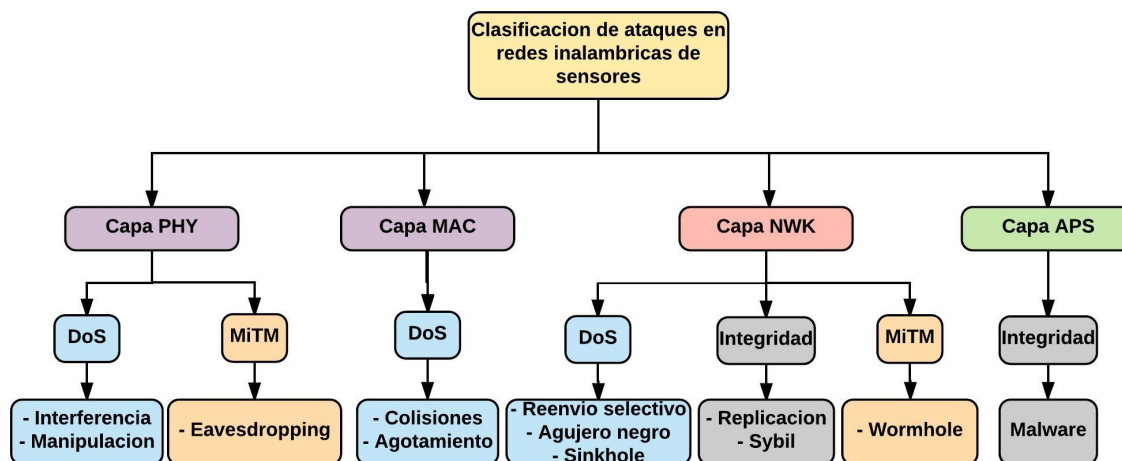 Clasificacion de ataques en
redes inalambricas de
sensores
Capa PHY
Capa MAC
Capa NWK
Capa APS
DoS
MiTM
DoS
DoS
Integridad
MiTM
Integridad
- Interferencia
- Manipulacion
- Eavesdropping
- Colisiones
- Agotamiento
- Reenvio selectivo
- Agujero negro
- Sinkhole
- Replicacion
- Sybil
- Wormhole
Malware